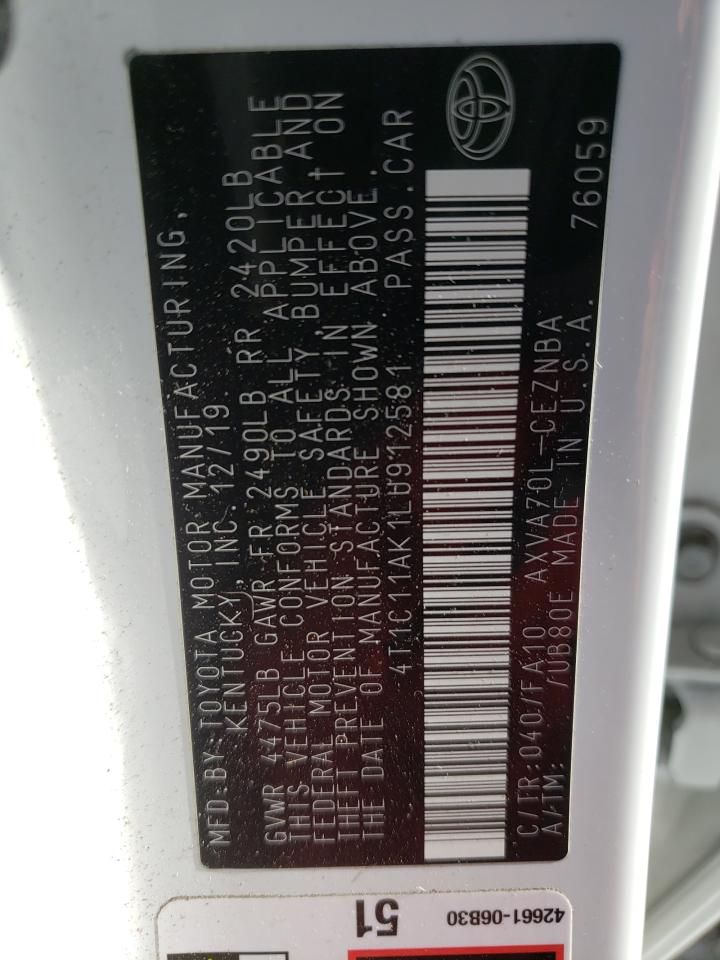 MFD.BY:TOYOTA MOTOR MANUFACTURING,
KENTUCKY, INC.12/19
GVWR 4475LB GAWR FR 2490LB RR 2420LB
THIS VEHICLE CONFORMS TO ALL APPLICABLE
FEDERAL MOTOR VEHICLE SAFETY, BUMPER, AND
THEFT PREVENTION STANDARDS IN EFFECT ON
THE DATE OF MANUFACTURE SHOWN ABOVE.
4T1C11AK1LU912581 PASS.CAR
C/TR:040/FA10 AXVA70L-CEZNBA
A/TM: /UB80E MADE IN U.S.A. 76059
51
42661-06B30